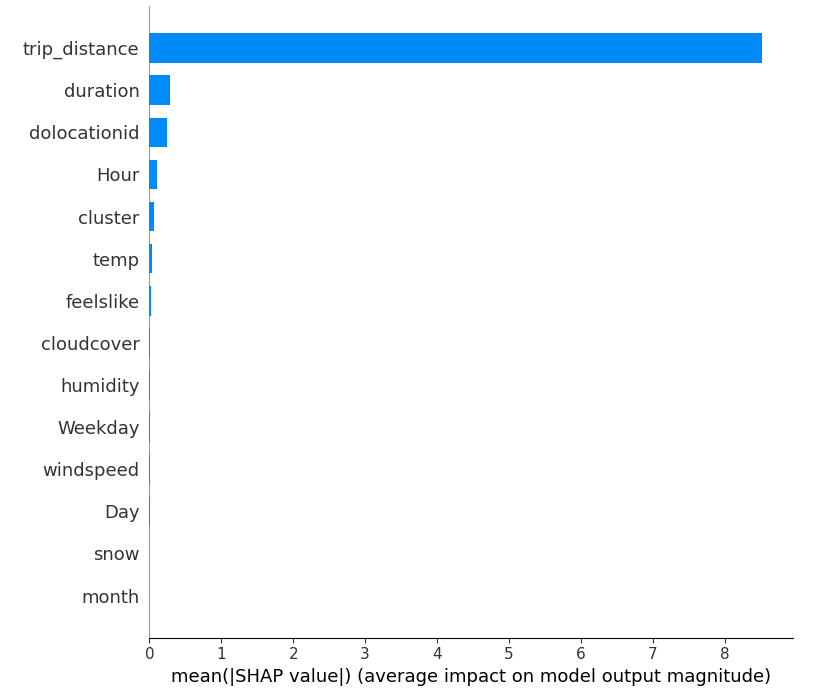 trip_distance
duration
dolocationid
Hour
cluster
temp
feelslike
cloudcover
humidity
Weekday
windspeed
Day
snow
month
0 1 2 3 4 5 6 7 8
mean(|SHAP value|) (average impact on model output magnitude)